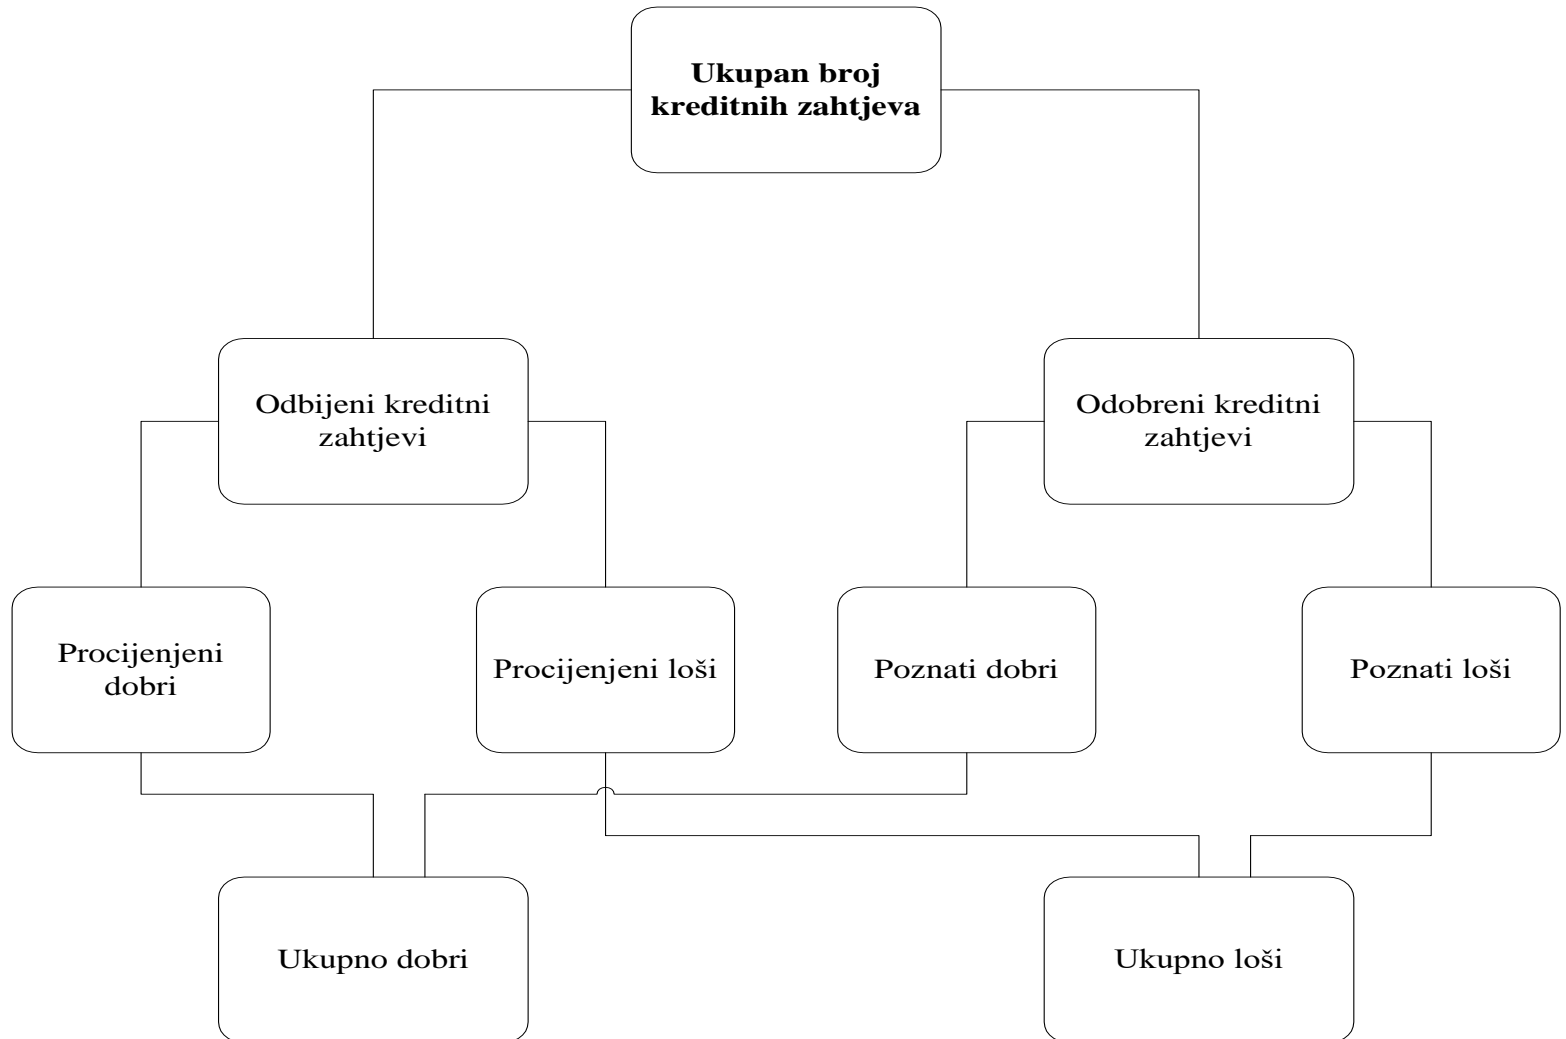 Ukupan broj
kreditnih zahtjeva
Odbijeni kreditni
zahtjevi
Odobreni kreditni
zahtjevi
Procijenjeni
dobri
Procijenjeni loši
Poznati dobri
Poznati loši
Ukupno dobri
Ukupno loši